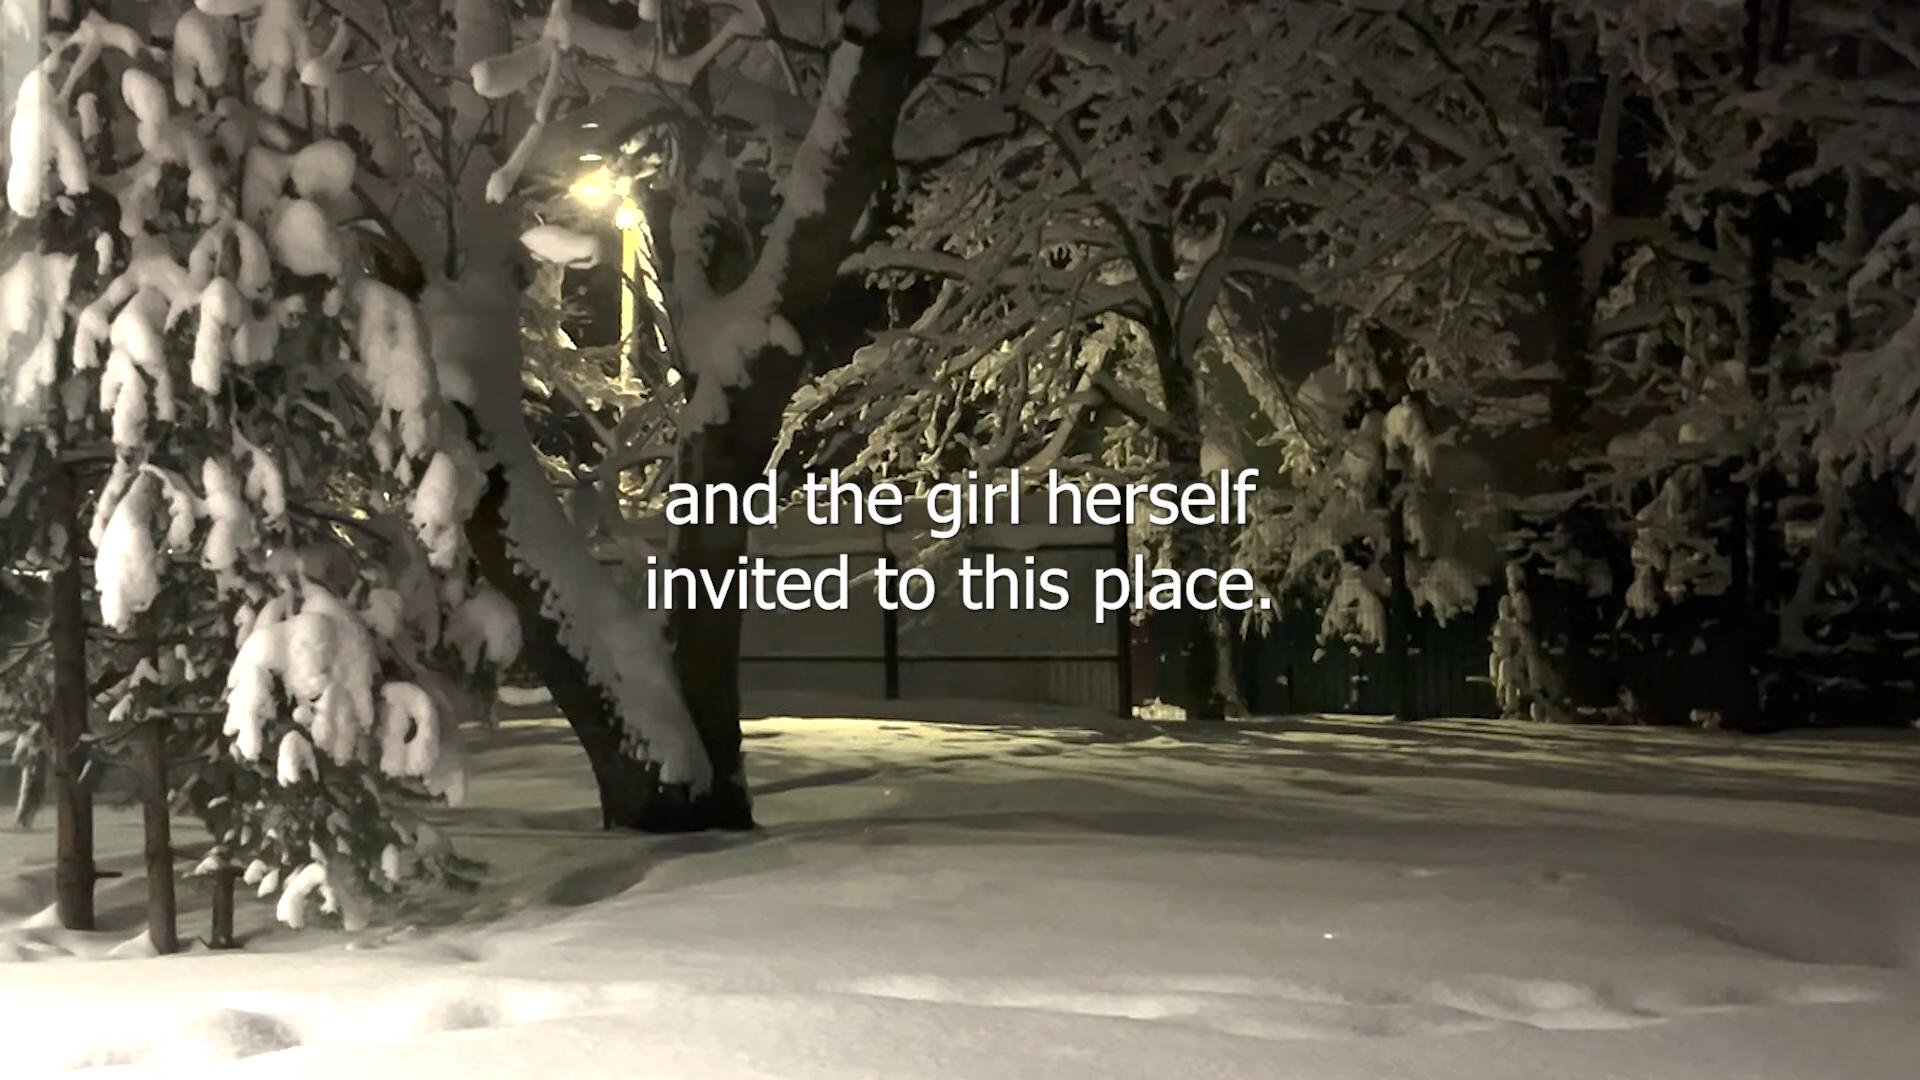 and the girl herself
invited to this place.